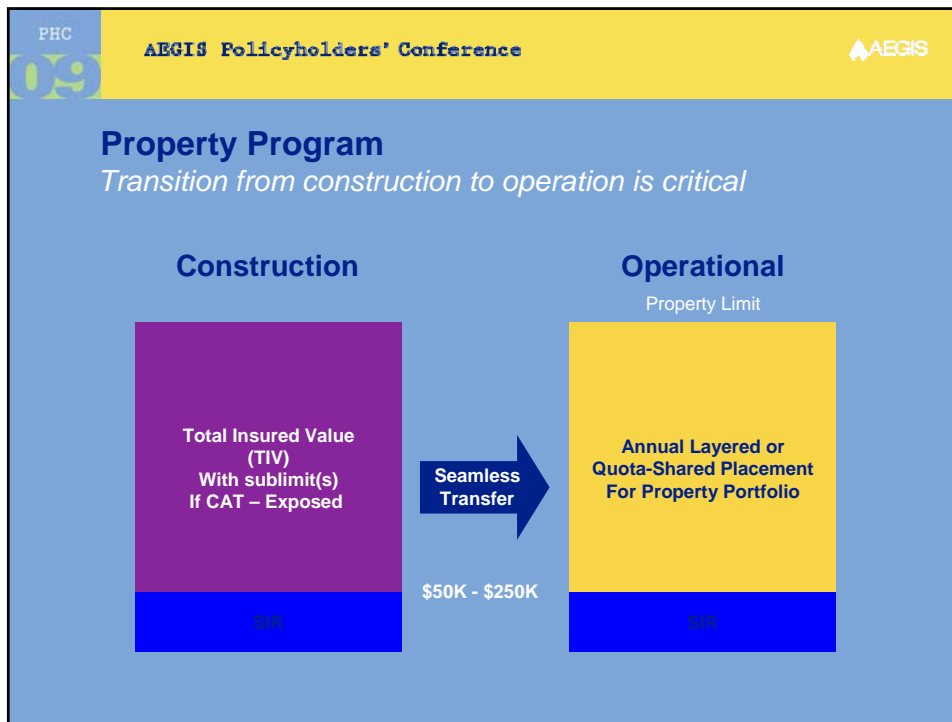 PHC
09
AEGIS Policyholders' Conference
AEGIS
Property Program
Transition from construction to operation is critical
Construction
Operational
Property Limit
Total Insured Value
(TIV)
With sublimit(s)
If CAT – Exposed
Seamless
Transfer
Annual Layered or
Quota-Shared Placement
For Property Portfolio
$50K - $250K
SIR
SIR